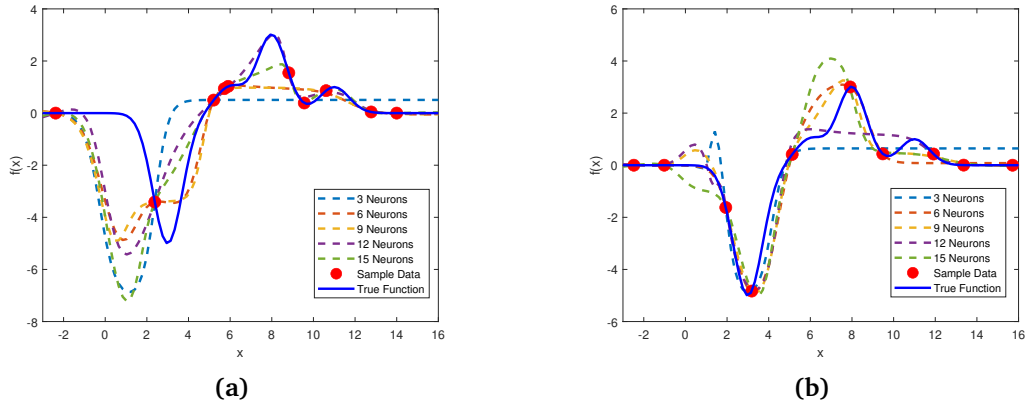 4
2
0
-2
-4
-6
-8
f(x)
-2 0 2 4 6 8 10 12 14 16
x
3 Neurons
6 Neurons
9 Neurons
12 Neurons
15 Neurons
Sample Data
True Function
(a)
6
4
2
0
-2
-4
-6
f(x)
-2 0 2 4 6 8 10 12 14 16
x
3 Neurons
6 Neurons
9 Neurons
12 Neurons
15 Neurons
Sample Data
True Function
(b)